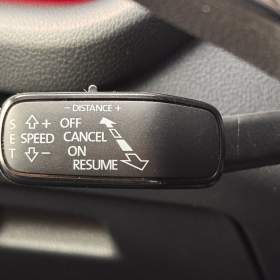 − DISTANCE +
S + OFF
E SPEED CANCEL
T − ON
RESUME